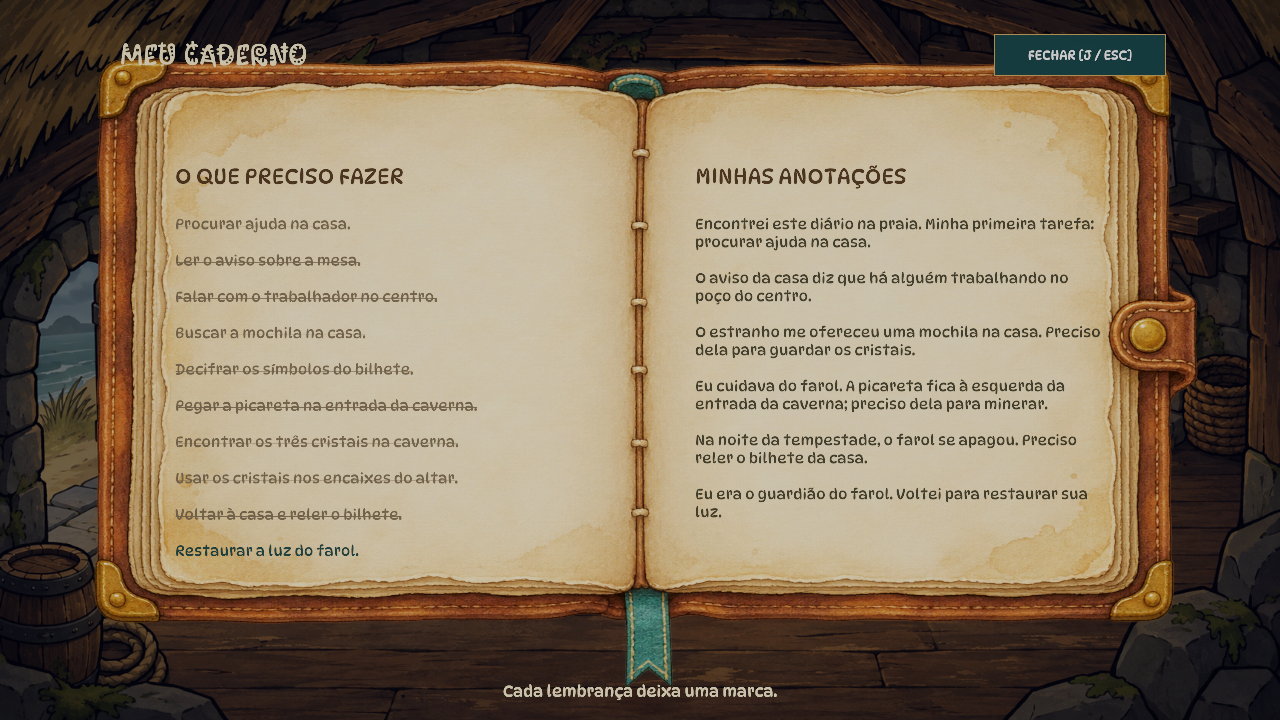 MEU CADERNO
FECHAR [J / ESC]
O QUE PRECISO FAZER
Procurar ajuda na casa.
Ler o aviso sobre a mesa.
Falar com o trabalhador no centro.
Buscar a mochila na casa.
Decifrar os símbolos do bilhete.
Pegar a picareta na entrada da caverna.
Encontrar os três cristais na caverna.
Usar os cristais nos encaixes do altar.
Voltar à casa e reler o bilhete.
Restaurar a luz do farol.
MINHAS ANOTAÇÕES
Encontrei este diário na praia. Minha primeira tarefa:
procurar ajuda na casa.
O aviso da casa diz que há alguém trabalhando no
poço do centro.
O estranho me ofereceu uma mochila na casa. Preciso
dela para guardar os cristais.
Eu cuidava do farol. A picareta fica à esquerda da
entrada da caverna; preciso dela para minerar.
Na noite da tempestade, o farol se apagou. Preciso
reler o bilhete da casa.
Eu era o guardião do farol. Voltei para restaurar sua
luz.
Cada lembrança deixa uma marca.